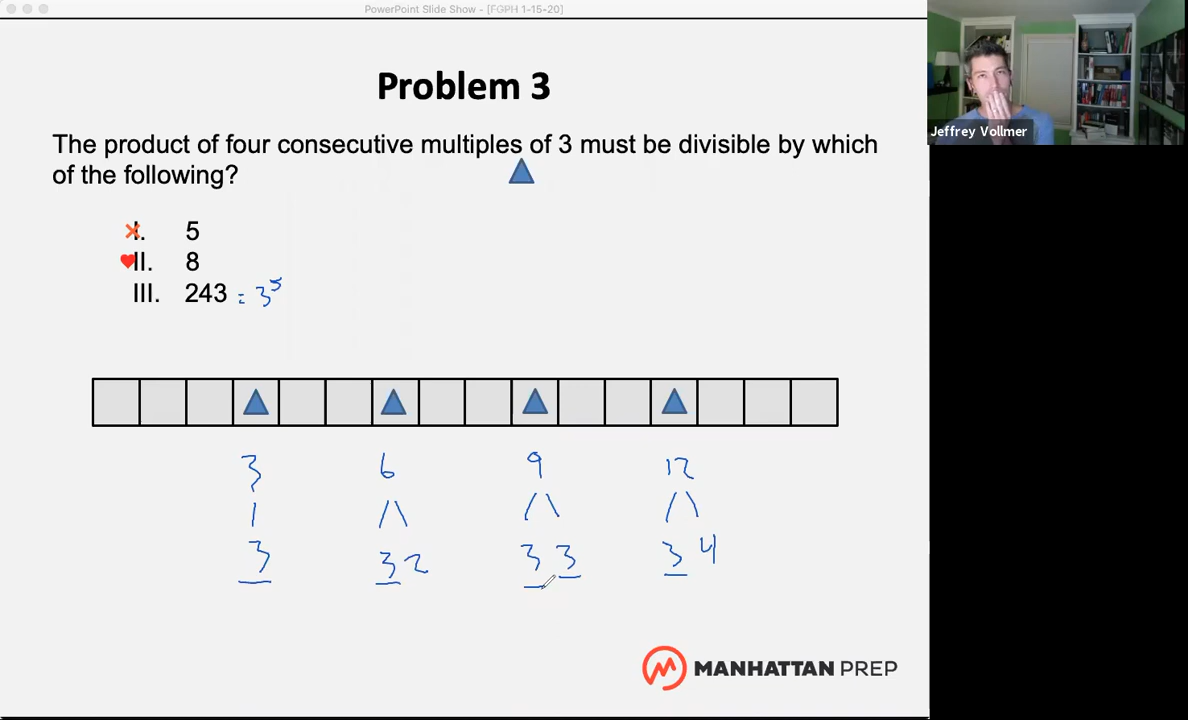 PowerPoint Slide Show - [FGPH 1-15-20]
Jeffrey Vollmer
Problem 3
The product of four consecutive multiples of 3 must be divisible by which
of the following?
I. 5
II. 8
III. 243 = 3⁵
3 6 9 12
3 3 2 3 3 3 4
MANHATTAN PREP